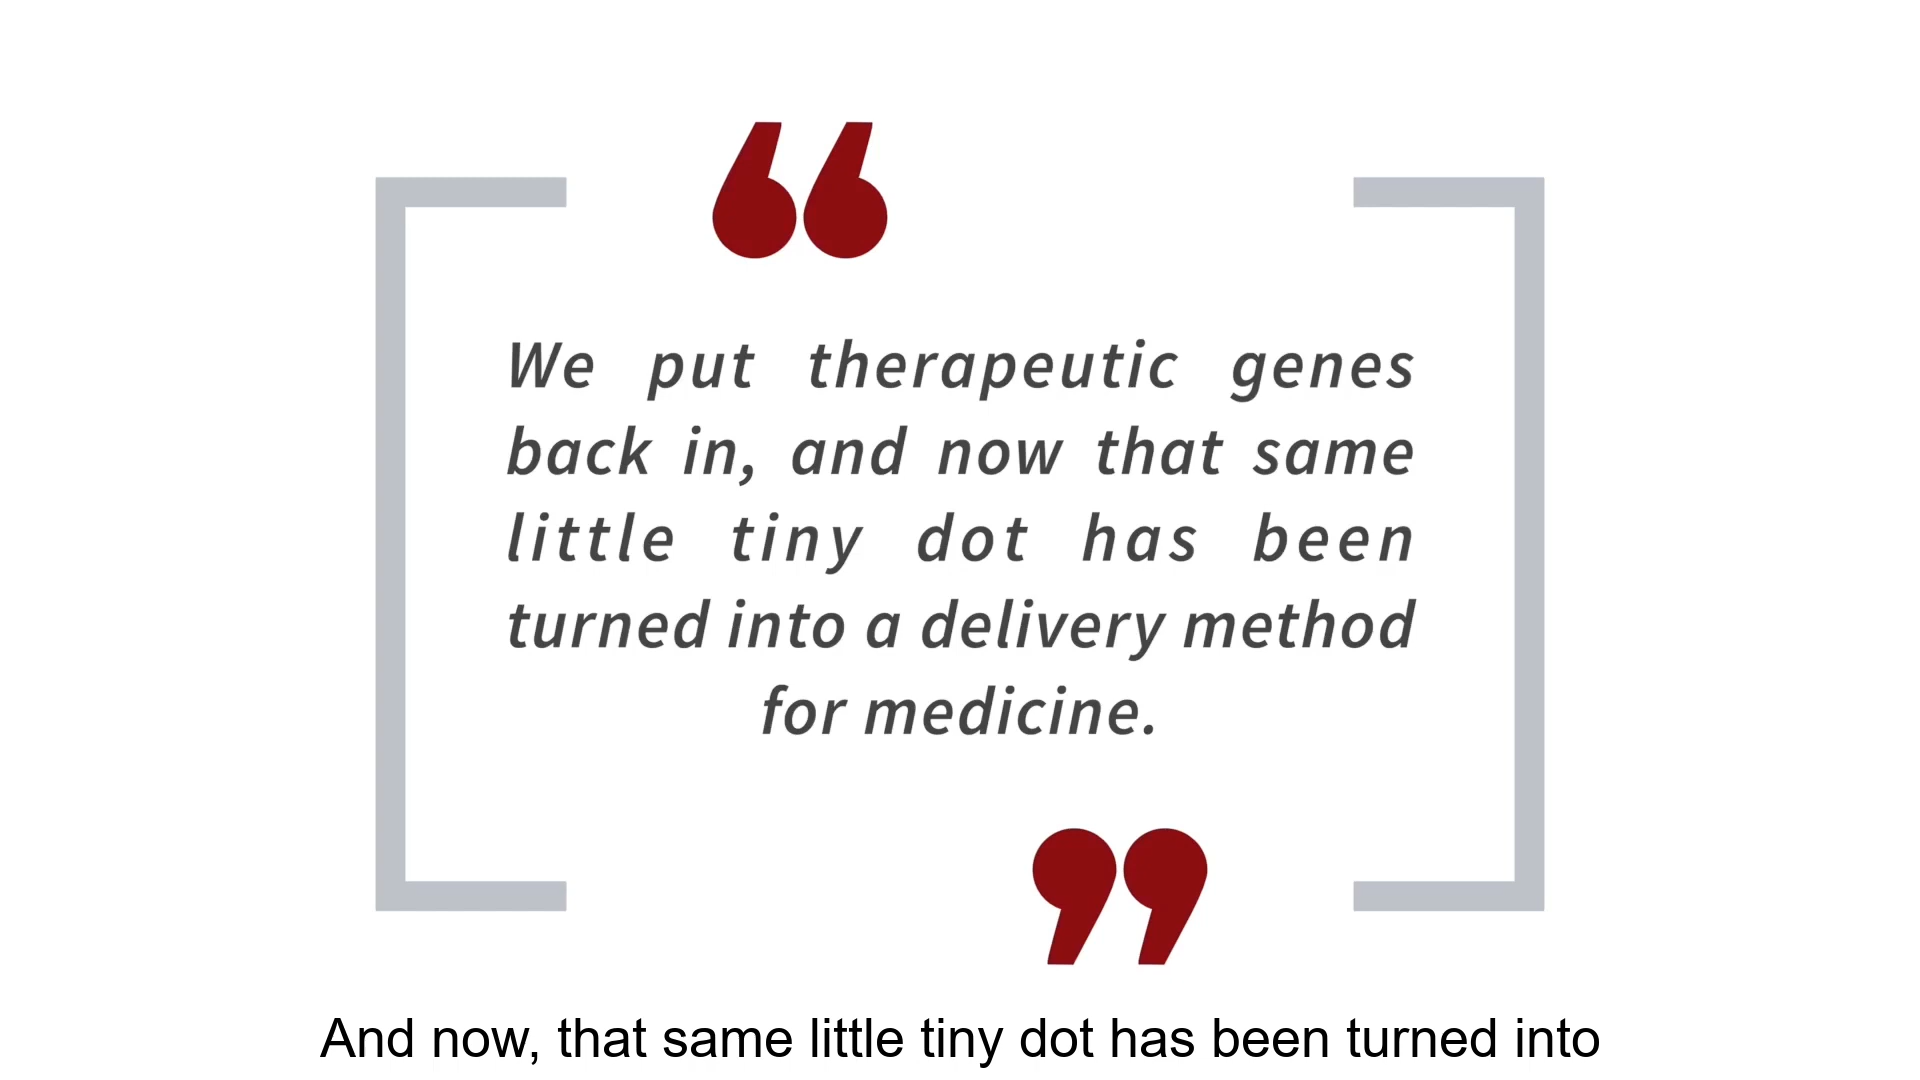 “
We put therapeutic genes
back in, and now that same
little tiny dot has been
turned into a delivery method
for medicine.
”
And now, that same little tiny dot has been turned into